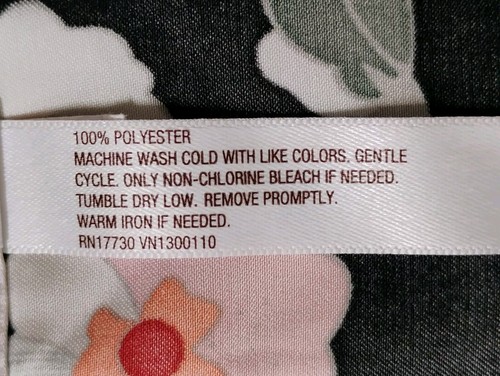 100% POLYESTER
MACHINE WASH COLD WITH LIKE COLORS. GENTLE
CYCLE. ONLY NON-CHLORINE BLEACH IF NEEDED.
TUMBLE DRY LOW. REMOVE PROMPTLY.
WARM IRON IF NEEDED.
RN17730 VN1300110